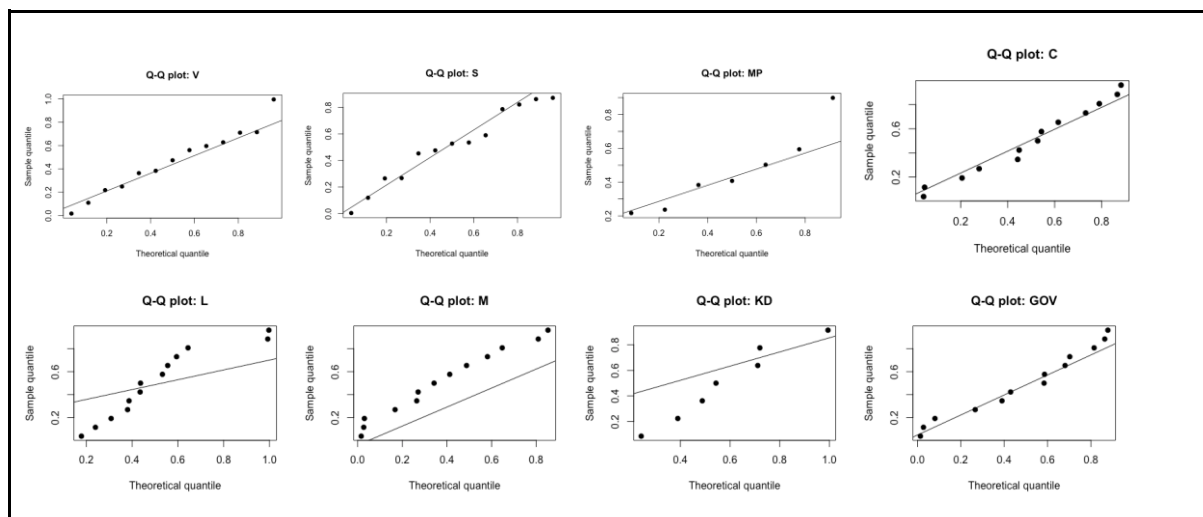 Q-Q plot: V
Sample quantile
0.0 0.2 0.4 0.6 0.8 1.0
0.2 0.4 0.6 0.8
Theoretical quantile
Q-Q plot: S
Sample quantile
0.0 0.2 0.4 0.6 0.8
0.2 0.4 0.6 0.8
Theoretical quantile
Q-Q plot: MP
Sample quantile
0.2 0.4 0.6 0.8
0.2 0.4 0.6 0.8
Theoretical quantile
Q-Q plot: C
Sample quantile
0.2 0.6
0.2 0.4 0.6 0.8
Theoretical quantile
Q-Q plot: L
Sample quantile
0.2 0.6
0.2 0.4 0.6 0.8 1.0
Theoretical quantile
Q-Q plot: M
Sample quantile
0.2 0.6
0.0 0.2 0.4 0.6 0.8
Theoretical quantile
Q-Q plot: KD
Sample quantile
0.2 0.6
0.4 0.6 0.8 1.0
Theoretical quantile
Q-Q plot: GOV
Sample quantile
0.2 0.6
0.0 0.2 0.4 0.6 0.8
Theoretical quantile